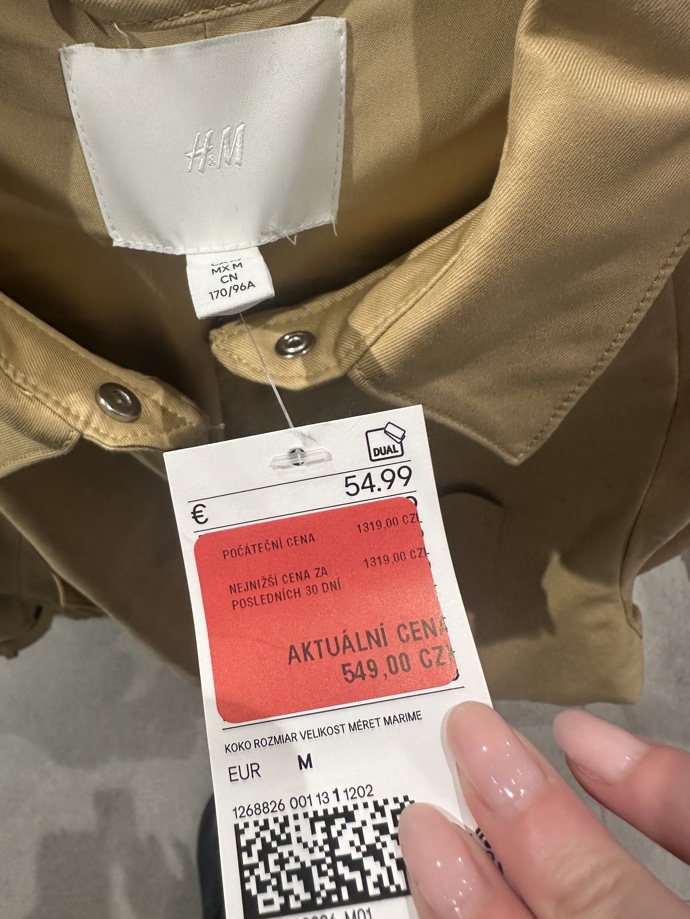 H&M
MX M
CN
170/96A
DUAL
€ 54.99
POČÁTEČNÍ CENA 1319,00 CZK
NEJNIŽŠÍ CENA ZA 1319,00 CZK
POSLEDNÍCH 30 DNÍ
AKTUÁLNÍ CENA
549,00 CZK
KOKO ROZMIAR VELIKOST MÉRET MARIME
EUR M
1268826 001 13 1 1202